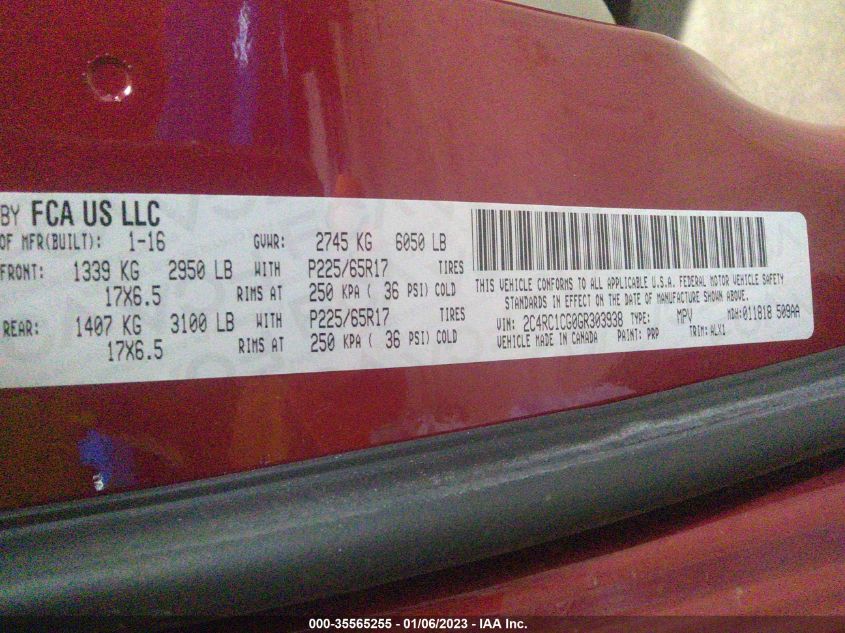 BY FCA US LLC
OF MFR(BUILT): 1-16 GVWR: 2745 KG 6050 LB
FRONT: 1339 KG 2950 LB WITH P225/65R17 TIRES
17X6.5 RIMS AT 250 KPA ( 36 PSI) COLD
REAR: 1407 KG 3100 LB WITH P225/65R17 TIRES
17X6.5 RIMS AT 250 KPA ( 36 PSI) COLD
THIS VEHICLE CONFORMS TO ALL APPLICABLE U.S.A. FEDERAL MOTOR VEHICLE SAFETY
STANDARDS IN EFFECT ON THE DATE OF MANUFACTURE SHOWN ABOVE.
VIN: 2C4RC1CG0GR303938 TYPE: MPV MDH: 011818 509AA
VEHICLE MADE IN CANADA PAINT: PRP TRIM: ALX1
000-35565255 - 01/06/2023 - IAA Inc.